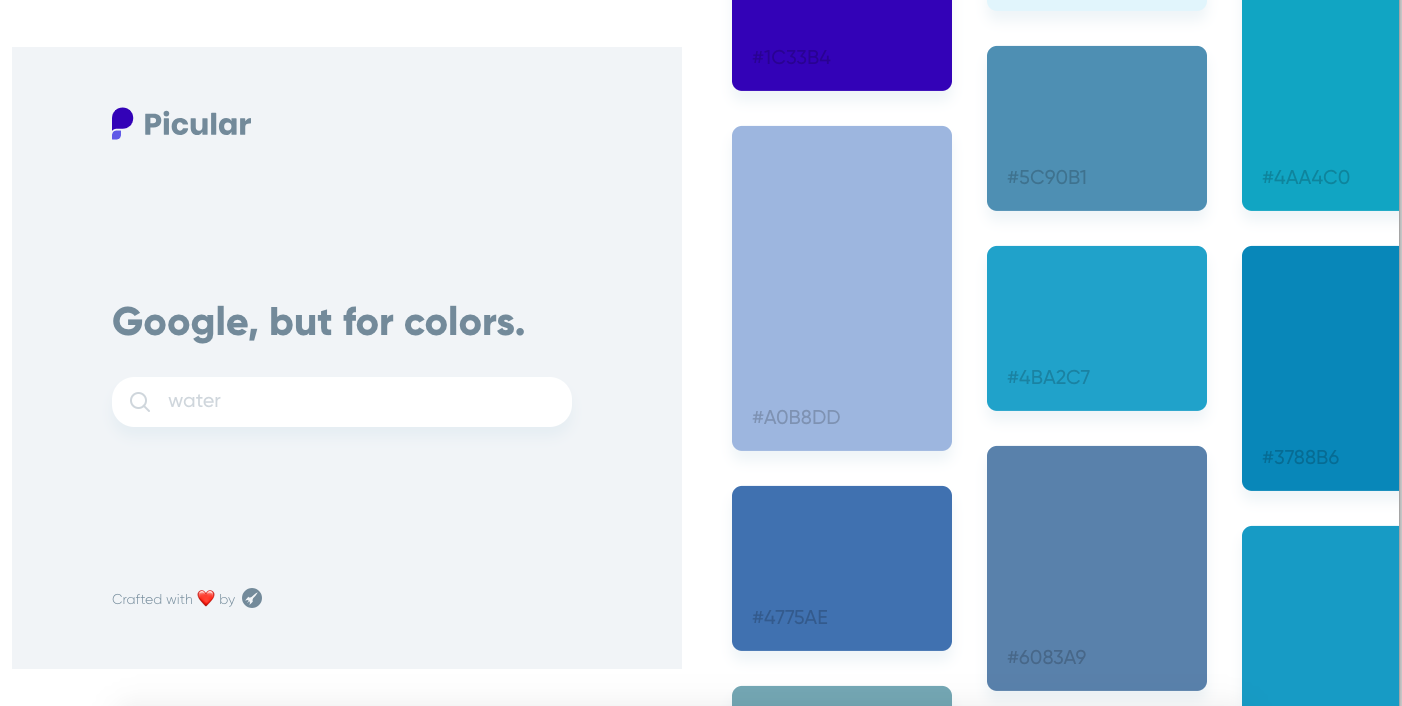 Picular
Google, but for colors.
water
Crafted with ❤️ by
#1C33B4
#A0B8DD
#4775AE
#5C90B1
#4BA2C7
#6083A9
#4AA4C0
#3788B6